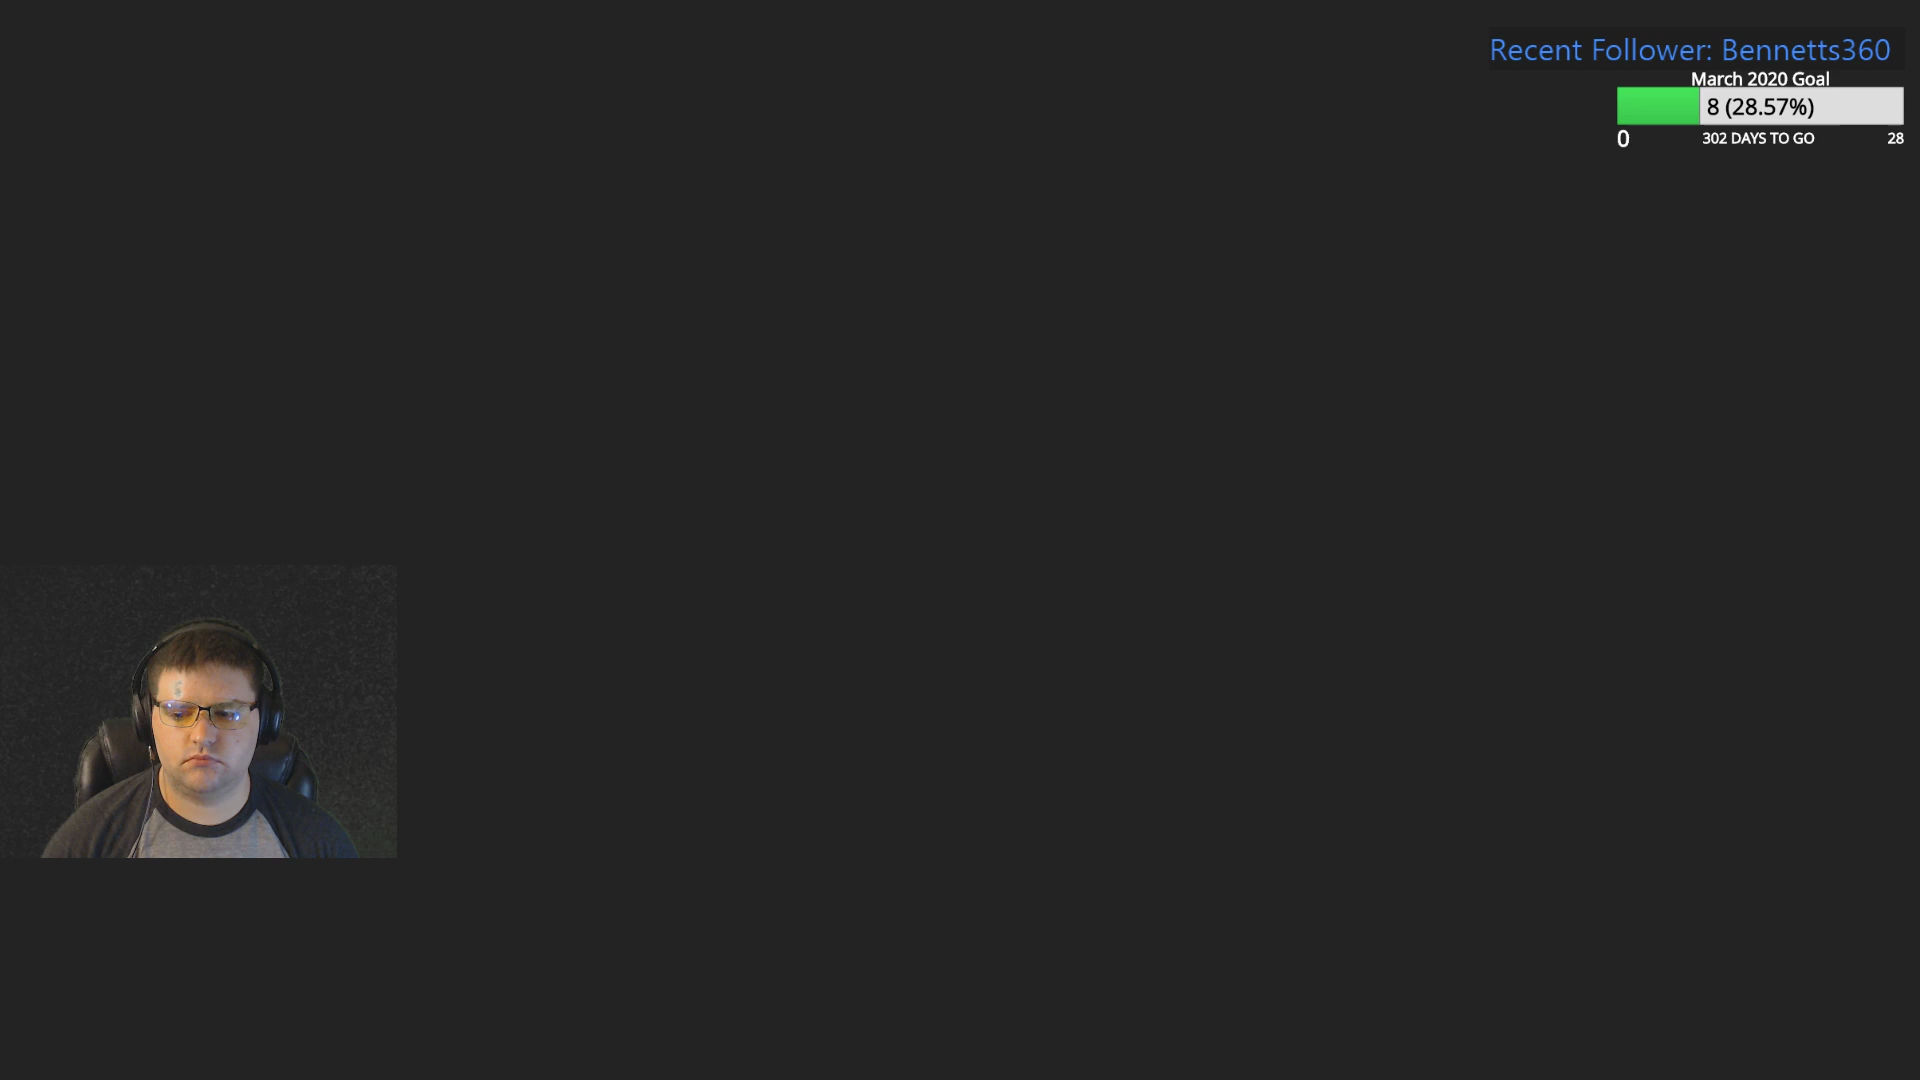 Recent Follower: Bennetts360
March 2020 Goal
8 (28.57%)
0 302 DAYS TO GO 28